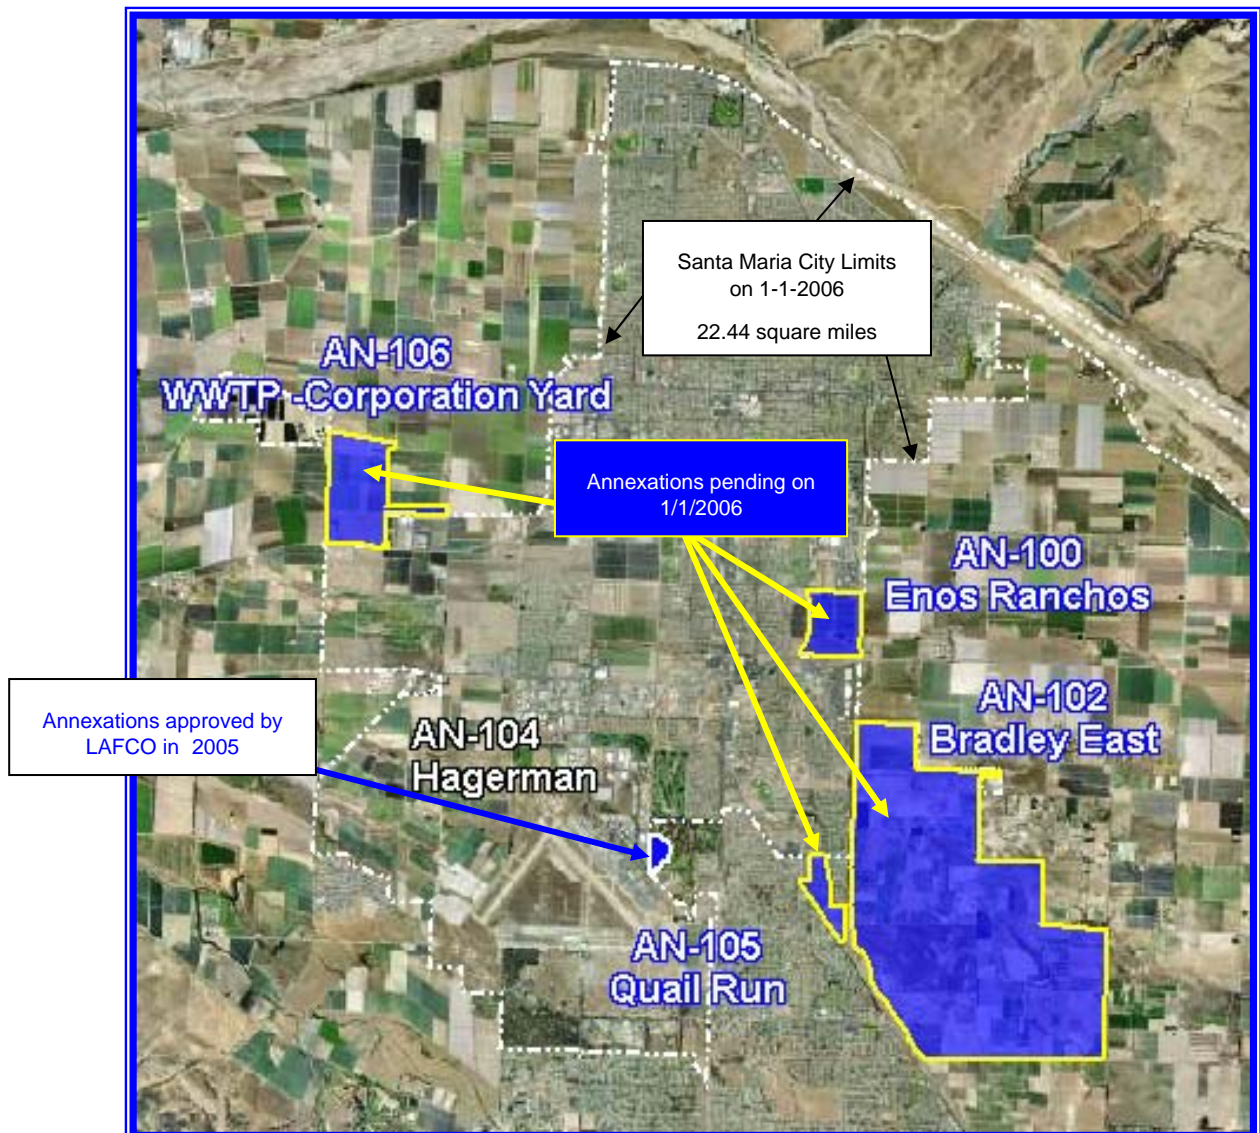 Santa Maria City Limits
on 1-1-2006
22.44 square miles
AN-106
WWTP -Corporation Yard
Annexations pending on
1/1/2006
AN-100
Enos Ranchos
AN-102
Bradley East
Annexations approved by
LAFCO in 2005
AN-104
Hagerman
AN-105
Quail Run